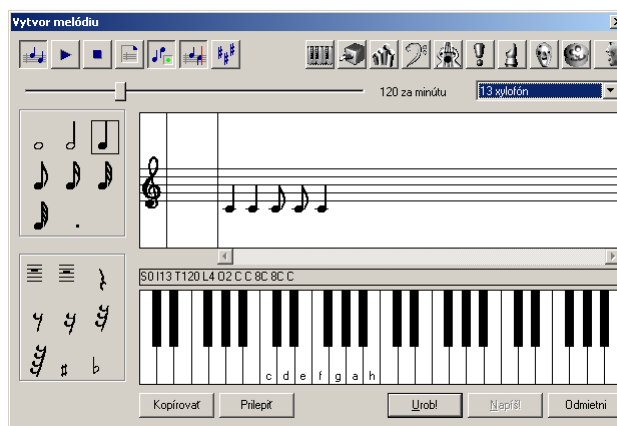 Vytvor melódiu
120 za minútu
13 xylofón
S0 I13 T120 L4 O2 C C 8C 8C C
c d e f g a h
Kopírovať Prilepiť Urob! Napíš! Odmietni